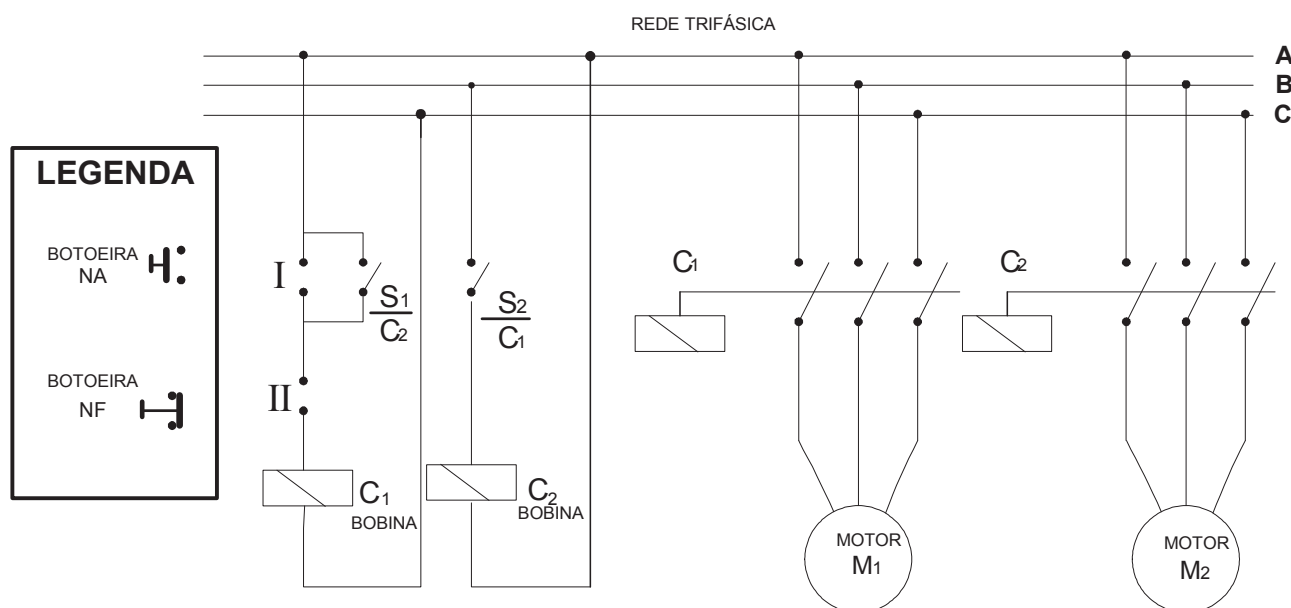 REDE TRIFÁSICA
A
B
C
LEGENDA
BOTOEIRA
NA
BOTOEIRA
NF
I
S1
C2
II
C1
BOBINA
S2
C1
C2
BOBINA
C1
C2
MOTOR
M1
MOTOR
M2